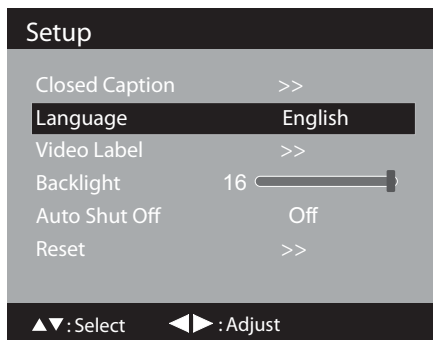 Setup
Closed Caption >>
Language English
Video Label >>
Backlight 16
Auto Shut Off Off
Reset >>
▲▼: Select ◀▶: Adjust